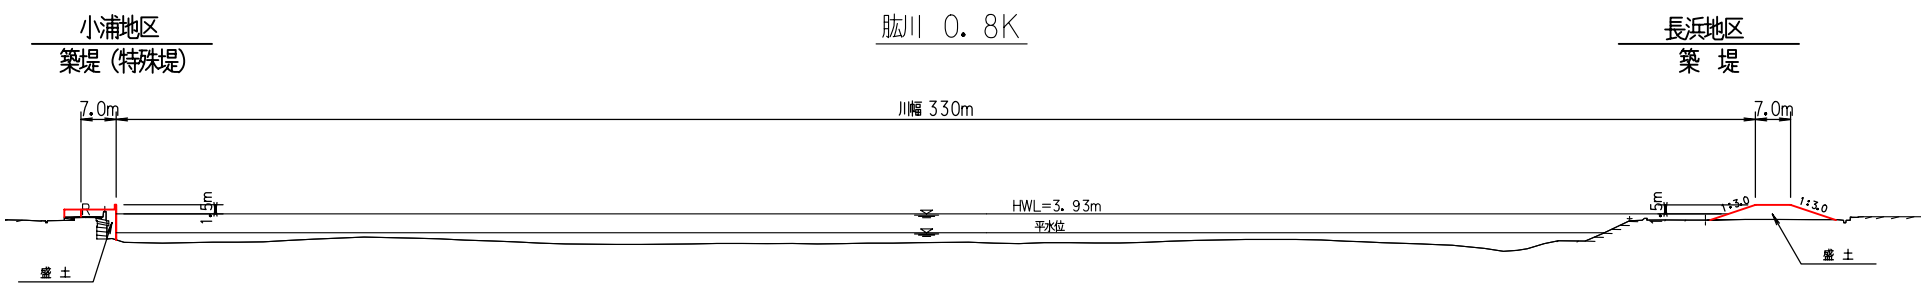 小浦地区
築堤（特殊堤）
肱川 0.8K
長浜地区
築 堤
7.0m
川幅 330m
7.0m
R
1.5m
HWL=3.93m
平水位
.5m
1:3.0
1:3.0
盛 土
盛 土